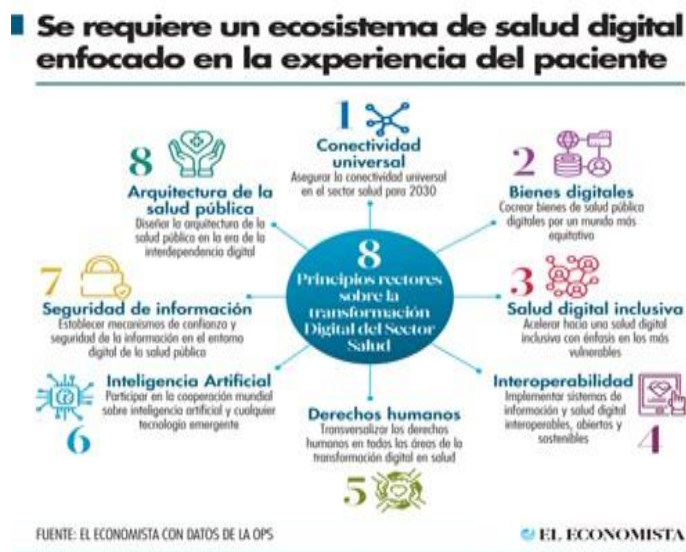 Se requiere un ecosistema de salud digital
enfocado en la experiencia del paciente
1
Conectividad
universal
Asegurar la conectividad universal
en el sector salud para 2030
2
Bienes digitales
Cocrear bienes de salud pública
digitales por un mundo más
equitativo
3
Salud digital inclusiva
Acelerar hacia una salud digital
inclusiva con énfasis en los más
vulnerables
Interoperabilidad
Implementar sistemas de
información y salud digital
interoperables, abiertos y
sostenibles
4
Derechos humanos
Transversalizar los derechos
humanos en todas las áreas de la
transformación digital en salud
5
Inteligencia Artificial
Participar en la cooperación mundial
sobre inteligencia artificial y cualquier
tecnología emergente
6
7
Seguridad de información
Establecer mecanismos de confianza y
seguridad de la información en el entorno
digital de la salud pública
8
Arquitectura de la
salud pública
Diseñar la arquitectura de la
salud pública en la era de la
interdependencia digital
8
Principios rectores
sobre la
transformación
Digital del Sector
Salud
FUENTE: EL ECONOMISTA CON DATOS DE LA OPS
EL ECONOMISTA